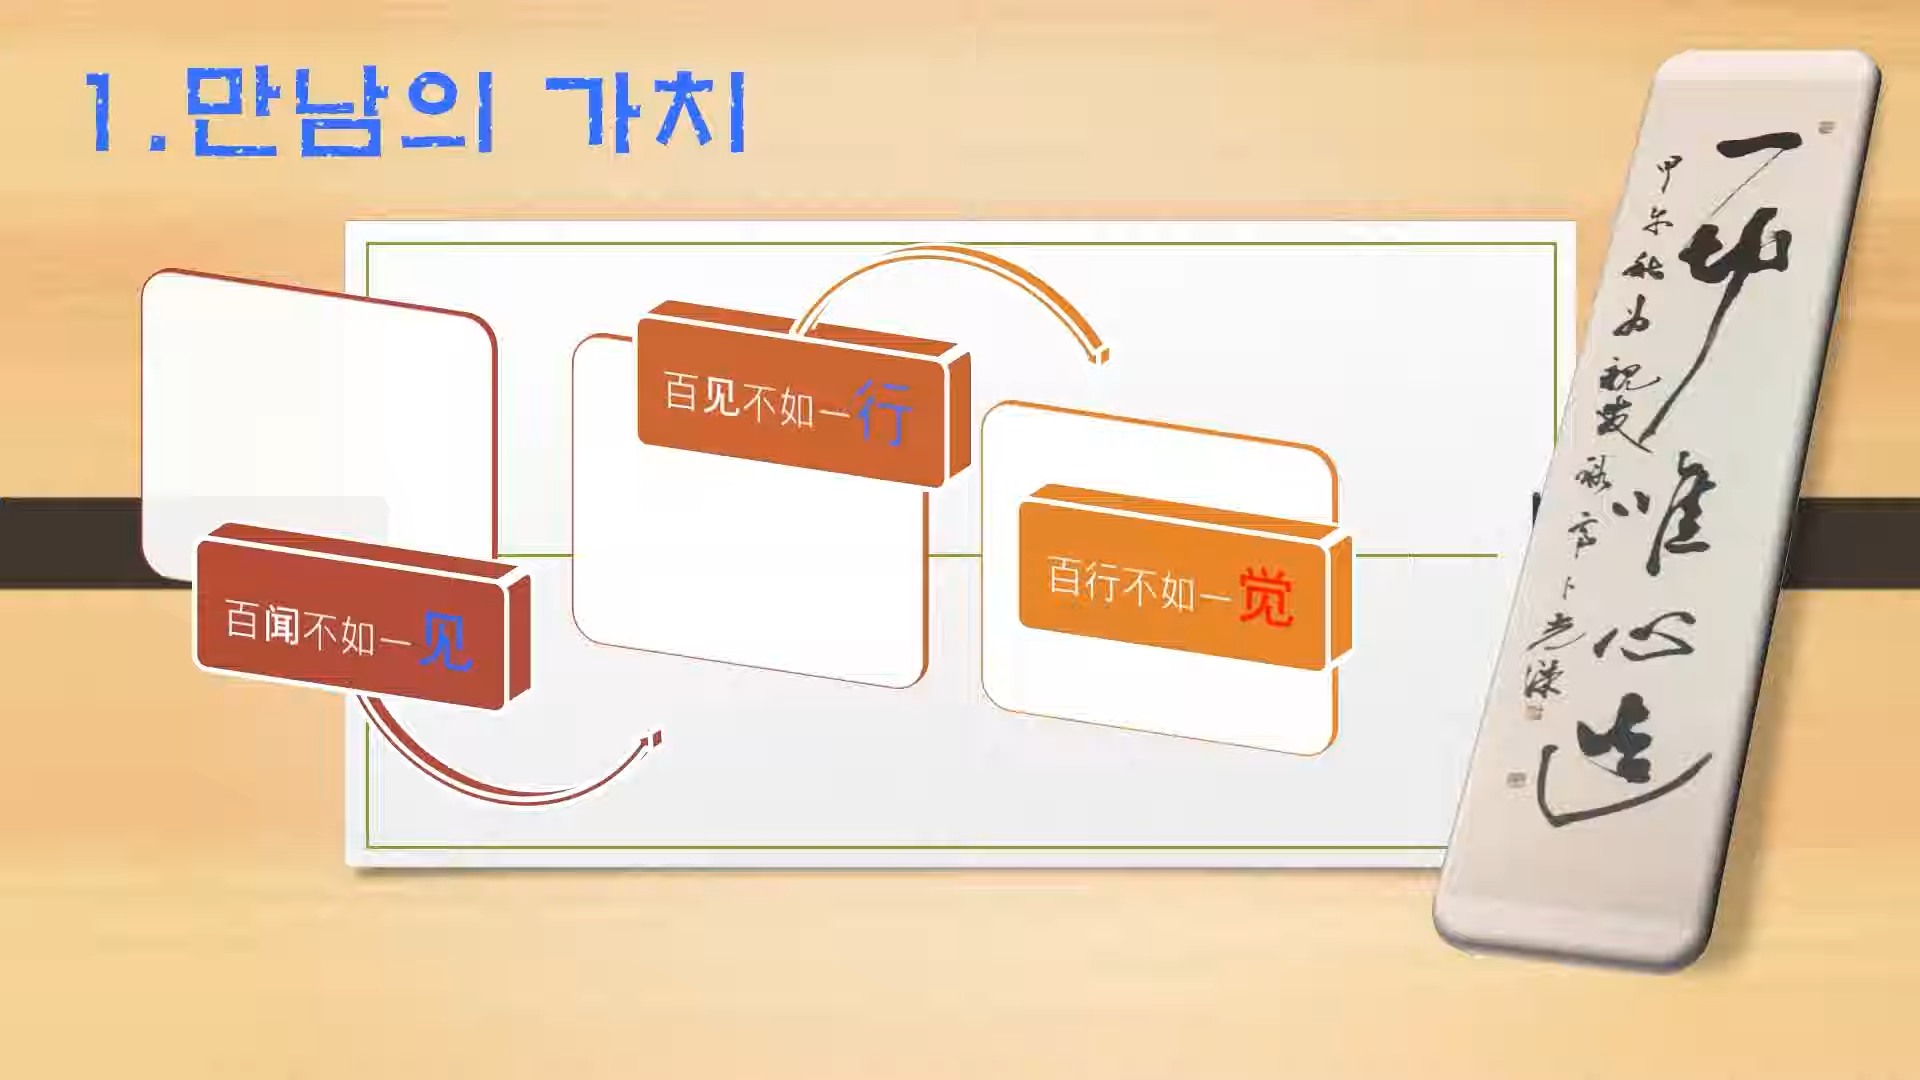 1.만남의 가치
百闻不如一见
百见不如一行
百行不如一觉
一切唯心造